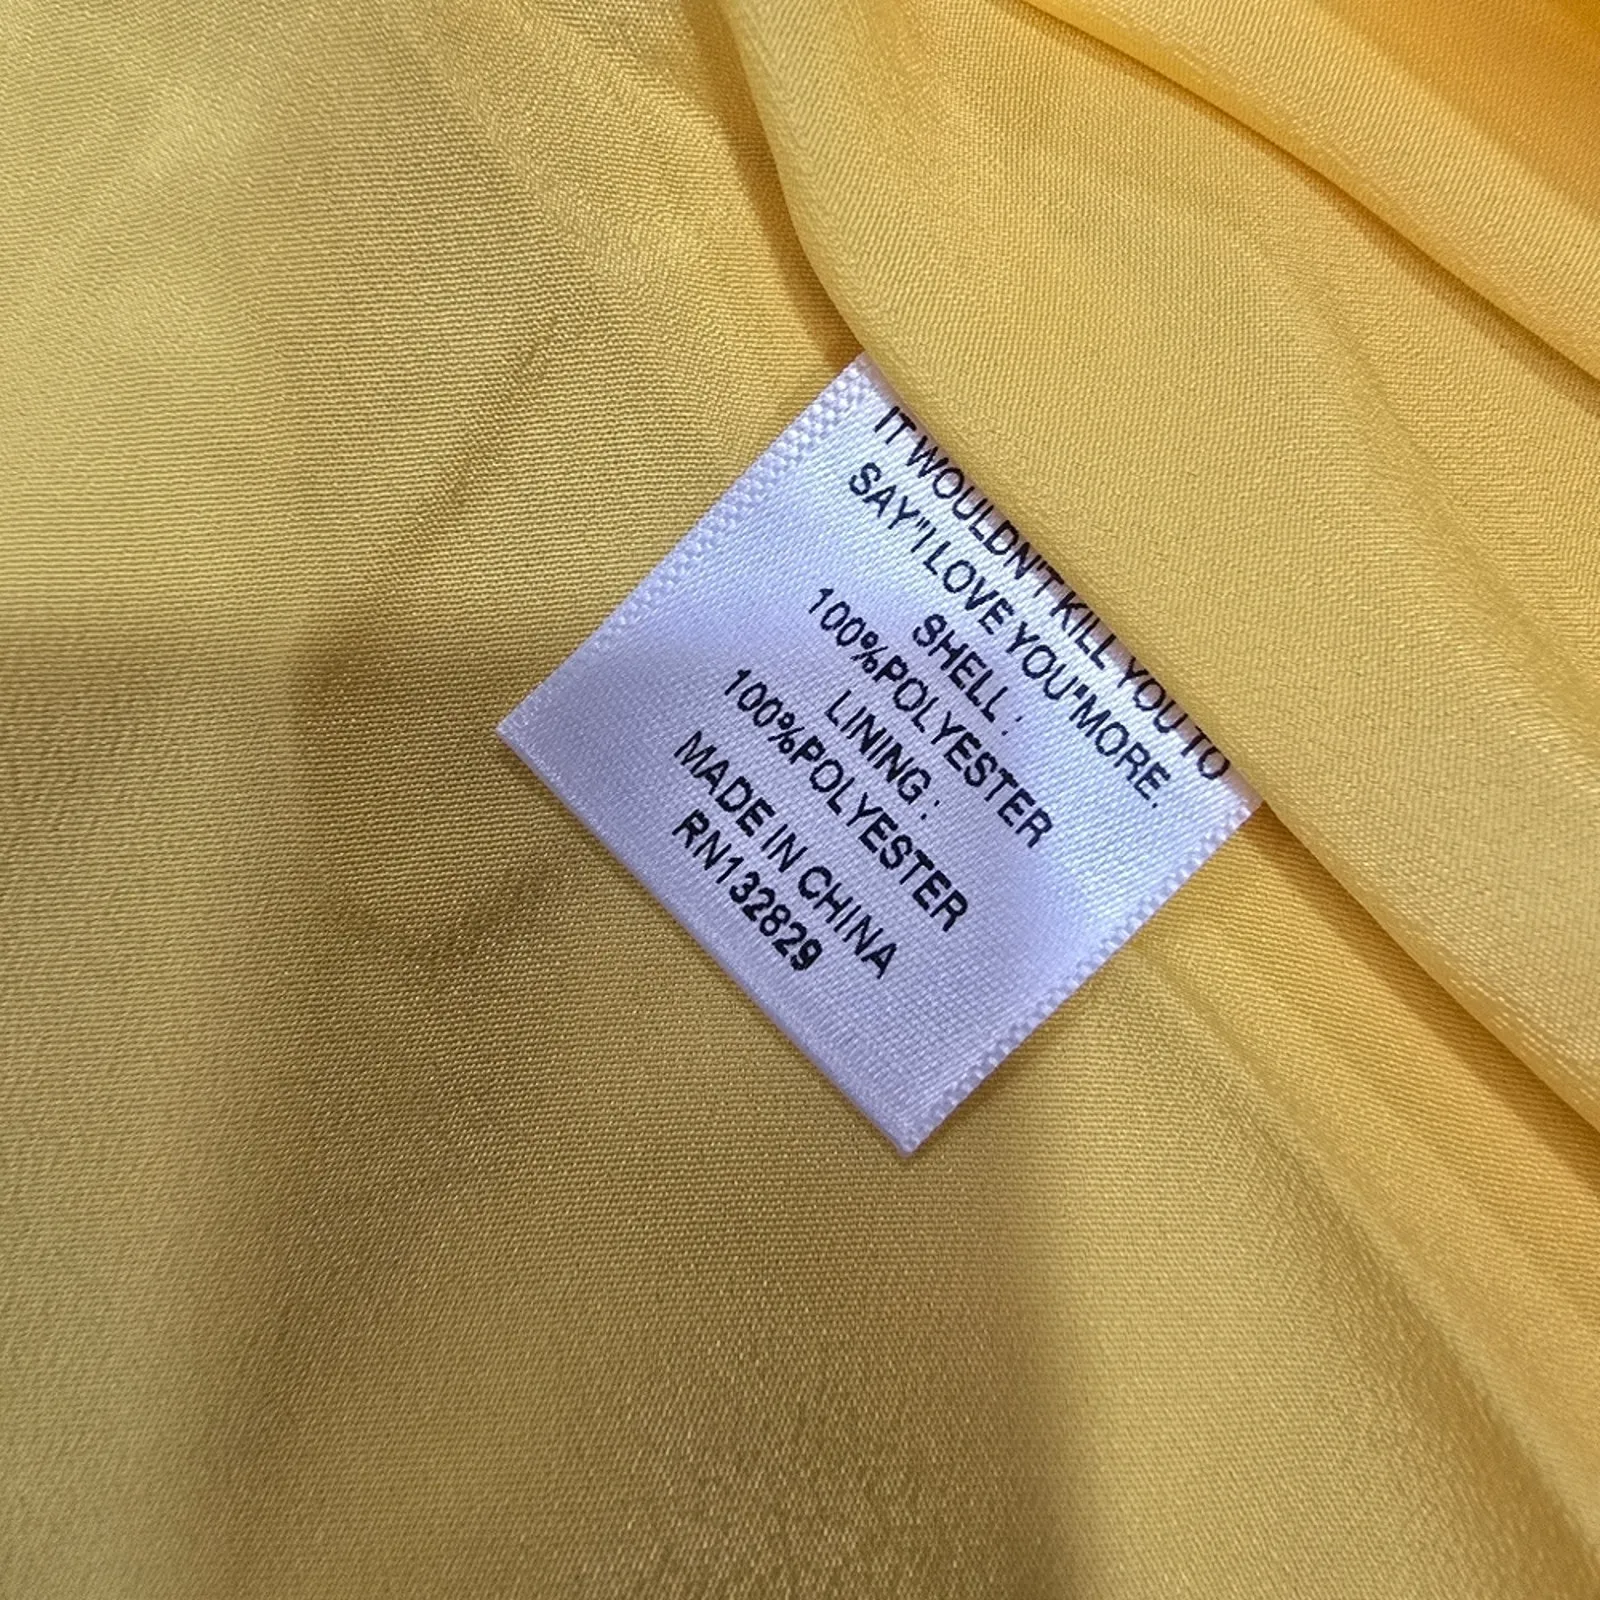 IT WOULDN'T KILL YOU TO
SAY"I LOVE YOU"MORE.
SHELL :
100%POLYESTER
LINING :
100%POLYESTER
MADE IN CHINA
RN132829